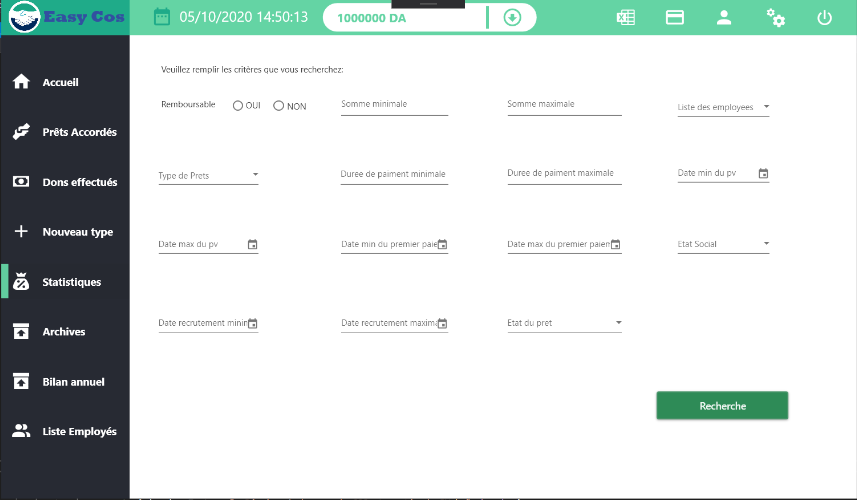 Easy Cos
05/10/2020 14:50:13
1000000 DA
Accueil
Prêts Accordés
Dons effectués
Nouveau type
Statistiques
Archives
Bilan annuel
Liste Employés
Veuillez remplir les critères que vous recherchez:
Remboursable OUI NON Somme minimale Somme maximale Liste des employees
Type de Prets Duree de paiment minimale Duree de paiment maximale Date min du pv
Date max du pv Date min du premier paie Date max du premier paiem Etat Social
Date recrutement minin Date recrutement maxima Etat du pret
Recherche